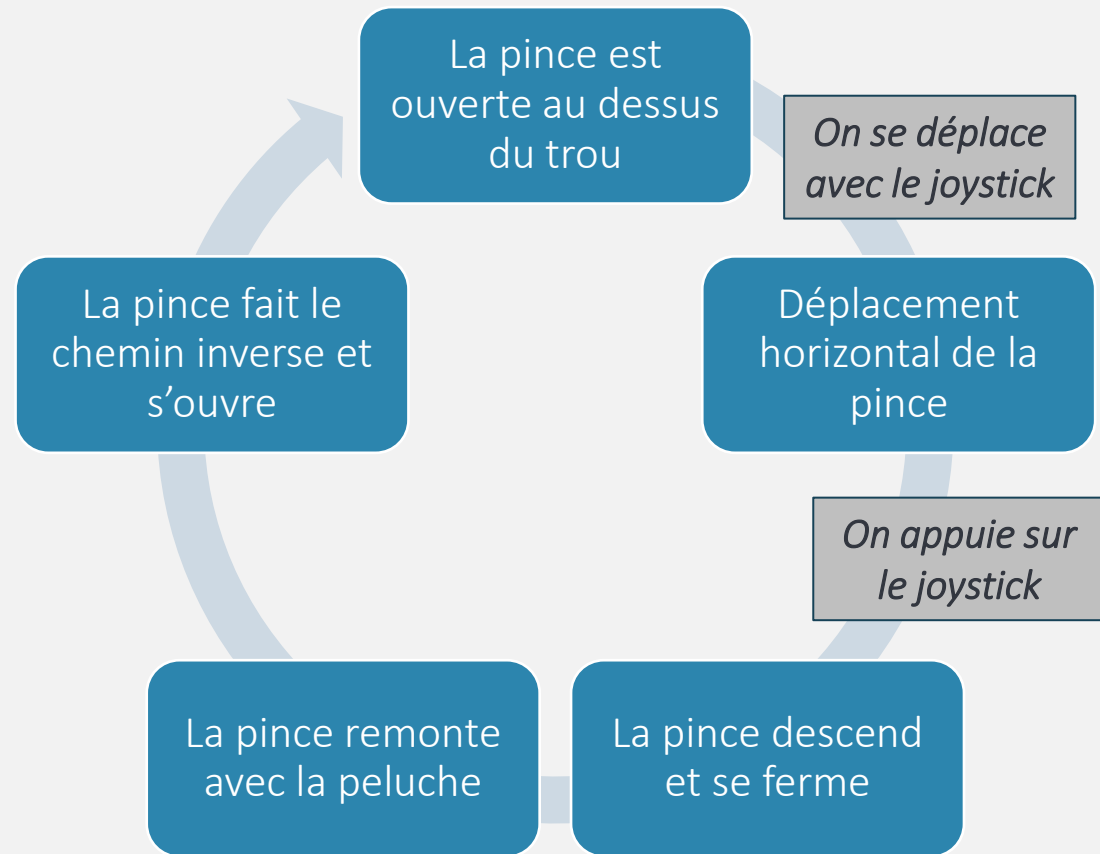 La pince est
ouverte au dessus
du trou
On se déplace
avec le joystick
Déplacement
horizontal de la
pince
On appuie sur
le joystick
La pince descend
et se ferme
La pince remonte
avec la peluche
La pince fait le
chemin inverse et
s’ouvre